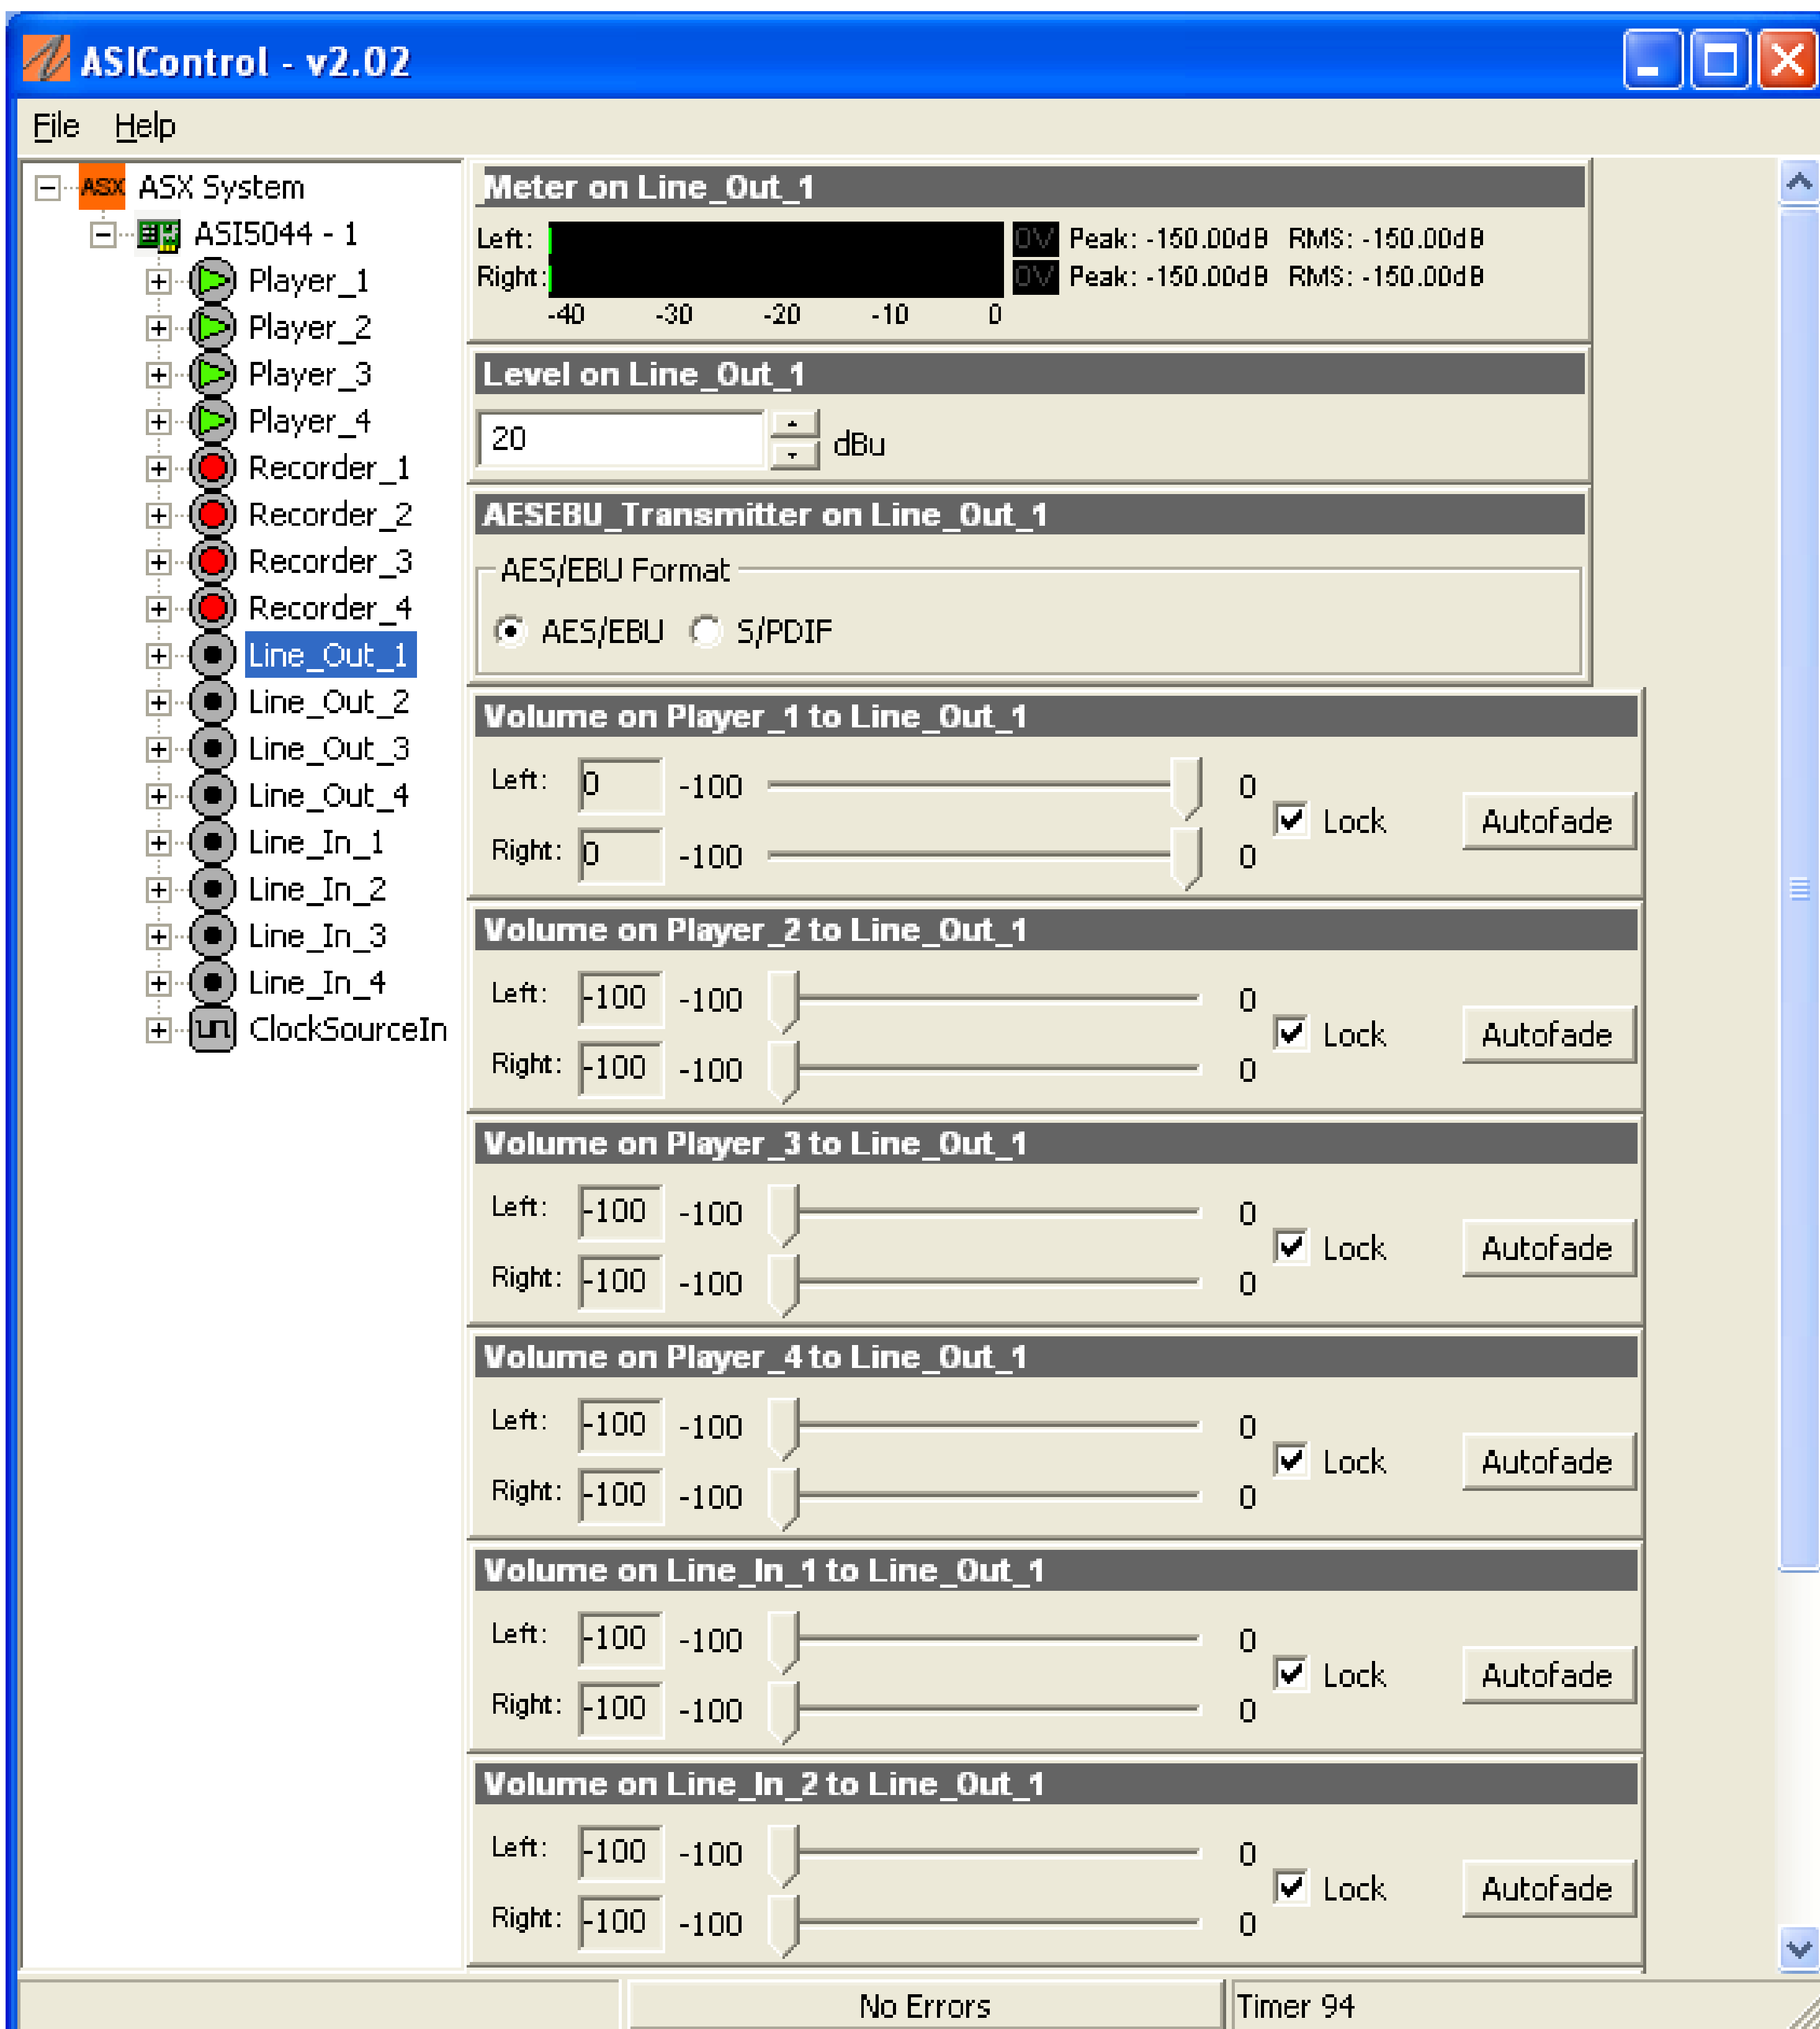 ASIControl - v2.02
File Help
ASX ASX System
ASI5044 - 1
Player_1
Player_2
Player_3
Player_4
Recorder_1
Recorder_2
Recorder_3
Recorder_4
Line_Out_1
Line_Out_2
Line_Out_3
Line_Out_4
Line_In_1
Line_In_2
Line_In_3
Line_In_4
ClockSourceIn
Meter on Line_Out_1
Left: OV Peak: -150.00dB RMS: -150.00dB
Right: OV Peak: -150.00dB RMS: -150.00dB
-40 -30 -20 -10 0
Level on Line_Out_1
20 dBu
AESEBU_Transmitter on Line_Out_1
AES/EBU Format
AES/EBU S/PDIF
Volume on Player_1 to Line_Out_1
Left: 0 -100 0
Lock Autofade
Right: 0 -100 0
Volume on Player_2 to Line_Out_1
Left: -100 -100 0
Lock Autofade
Right: -100 -100 0
Volume on Player_3 to Line_Out_1
Left: -100 -100 0
Lock Autofade
Right: -100 -100 0
Volume on Player_4 to Line_Out_1
Left: -100 -100 0
Lock Autofade
Right: -100 -100 0
Volume on Line_In_1 to Line_Out_1
Left: -100 -100 0
Lock Autofade
Right: -100 -100 0
Volume on Line_In_2 to Line_Out_1
Left: -100 -100 0
Lock Autofade
Right: -100 -100 0
No Errors
Timer 94